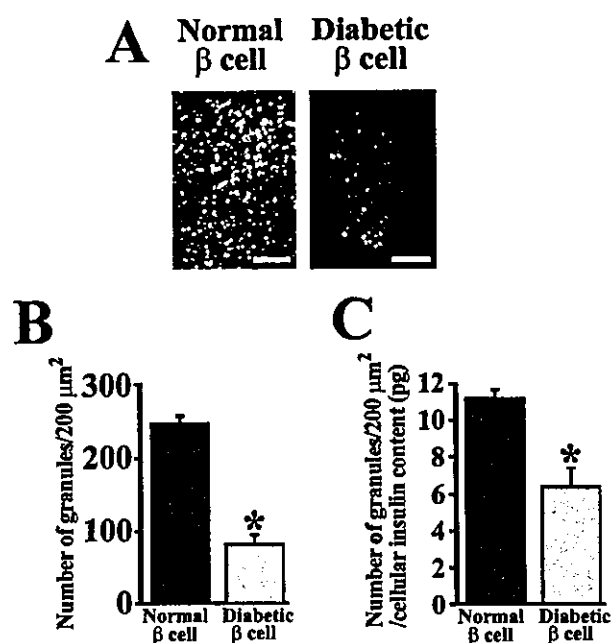 A
Normal
β cell
Diabetic
β cell
B
Number of granules/200 μm²
300
200
100
0
*
Normal
β cell
Diabetic
β cell
C
Number of granules/200 μm²
/cellular insulin content (pg)
12
10
8
6
4
2
0
*
Normal
β cell
Diabetic
β cell